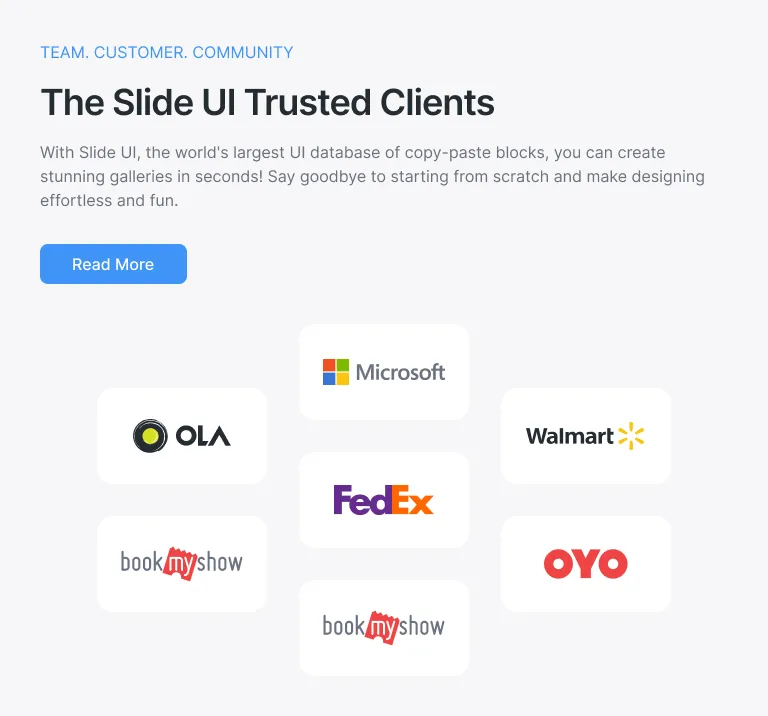 TEAM. CUSTOMER. COMMUNITY
The Slide UI Trusted Clients
With Slide UI, the world's largest UI database of copy-paste blocks, you can create
stunning galleries in seconds! Say goodbye to starting from scratch and make designing
effortless and fun.
Read More
Microsoft
OLA
Walmart
FedEx
bookmyshow
OYO
bookmyshow